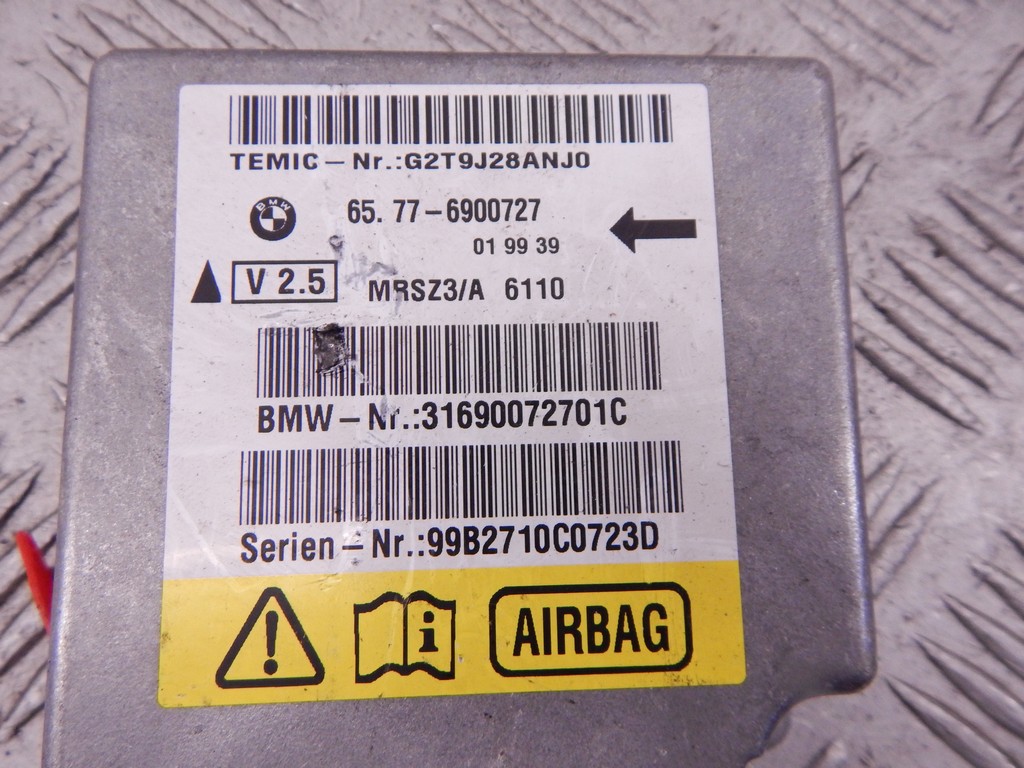 TEMIC – Nr.:G2T9J28ANJ0
BMW
65. 77-6900727
01 99 39
V 2.5
MRSZ3/A 6110
BMW – Nr.:31690072701C
Serien – Nr.:99B2710C0723D
! i AIRBAG